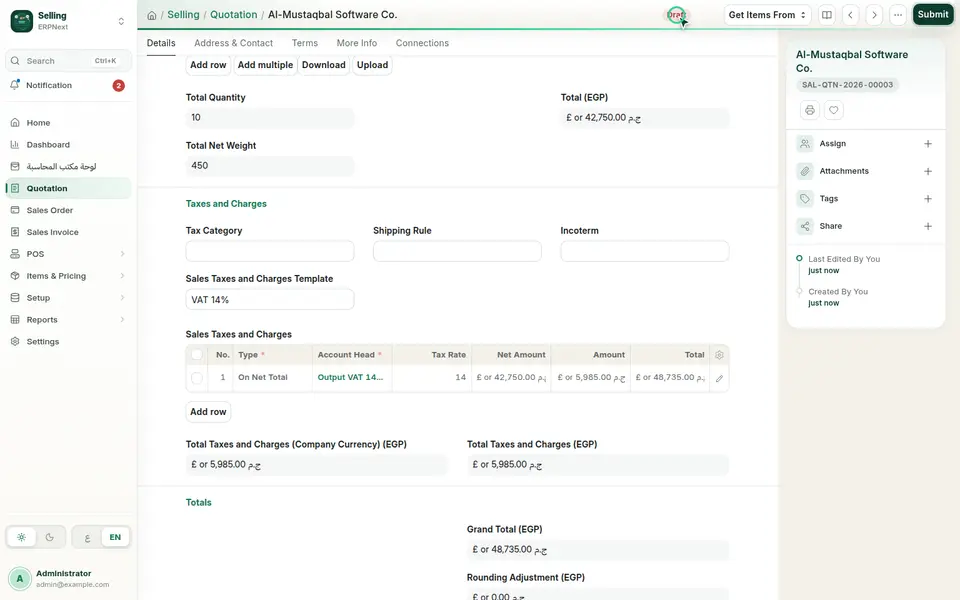 Selling
ERPNext
Search
Ctrl+K
Notification
2
Home
Dashboard
لوحة مكتب المحاسبة
Quotation
Sales Order
Sales Invoice
POS
Items & Pricing
Setup
Reports
Settings
ع
EN
A
Administrator
admin@example.com
Selling / Quotation / Al-Mustaqbal Software Co.
Draft
Get Items From
Submit
Details
Address & Contact
Terms
More Info
Connections
Add row
Add multiple
Download
Upload
Total Quantity
10
Total (EGP)
£ or 42,750.00 ج.م
Total Net Weight
450
Taxes and Charges
Tax Category
Shipping Rule
Incoterm
Sales Taxes and Charges Template
VAT 14%
Sales Taxes and Charges
No. Type * Account Head * Tax Rate Net Amount Amount Total
1 On Net Total Output VAT 14... 14 £ or 42,750.00 ج.م £ or 5,985.00 ج.م £ or 48,735.00 ج.م
Add row
Total Taxes and Charges (Company Currency) (EGP)
£ or 5,985.00 ج.م
Total Taxes and Charges (EGP)
£ or 5,985.00 ج.م
Totals
Grand Total (EGP)
£ or 48,735.00 ج.م
Rounding Adjustment (EGP)
£ or 0.00 ج.م
Al-Mustaqbal Software
Co.
SAL-QTN-2026-00003
Assign
Attachments
Tags
Share
Last Edited By You
just now
Created By You
just now